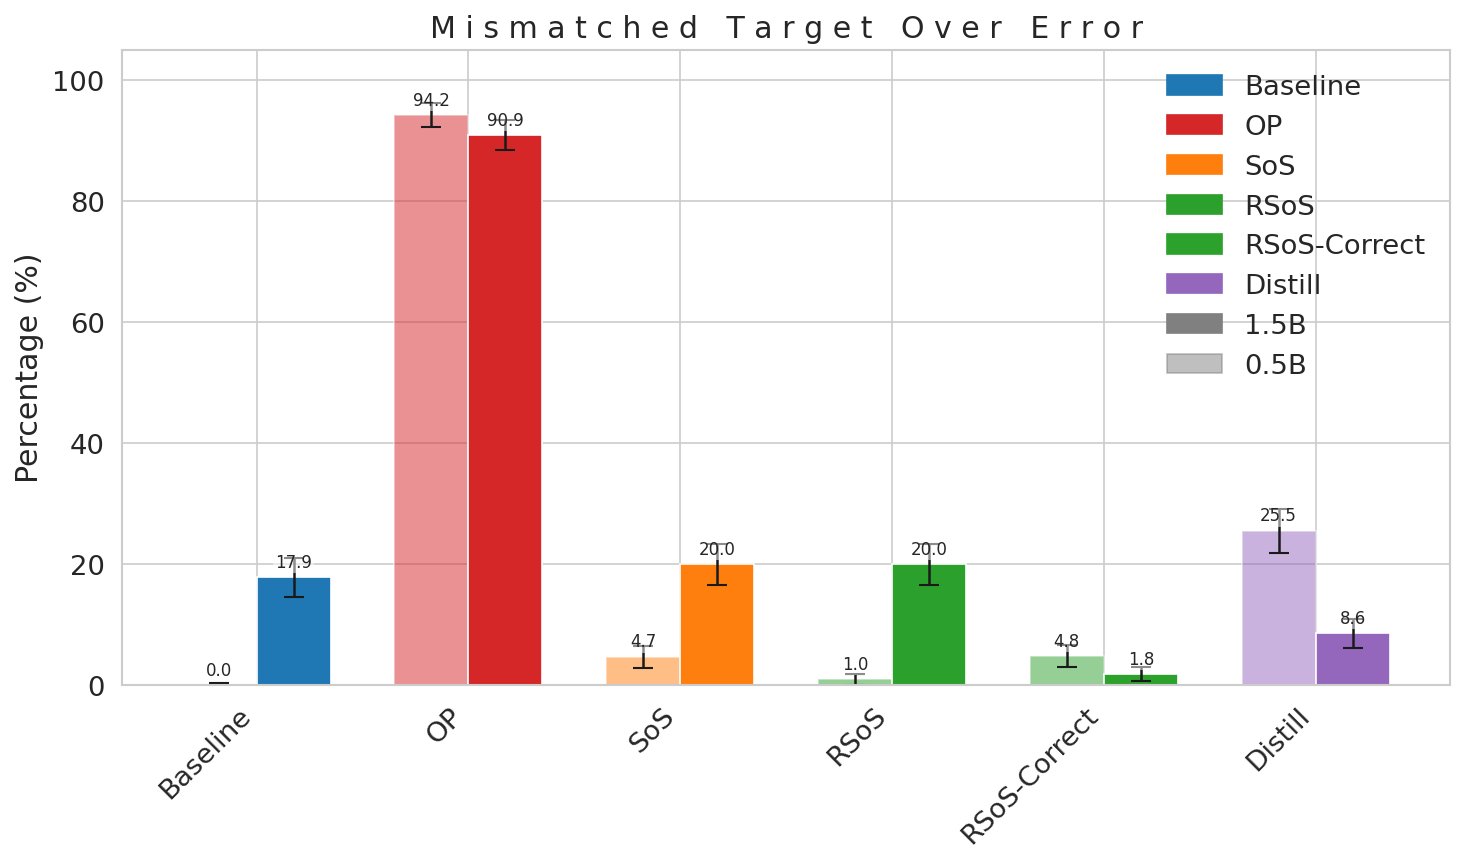 Mismatched Target Over Error
Percentage (%)
100
80
60
40
20
0
94.2
90.9
17.9
0.0
4.7
20.0
1.0
20.0
4.8
1.8
25.5
8.6
Baseline
OP
SoS
RSoS
RSoS-Correct
Distill
1.5B
0.5B
Baseline
OP
SoS
RSoS
RSoS-Correct
Distill